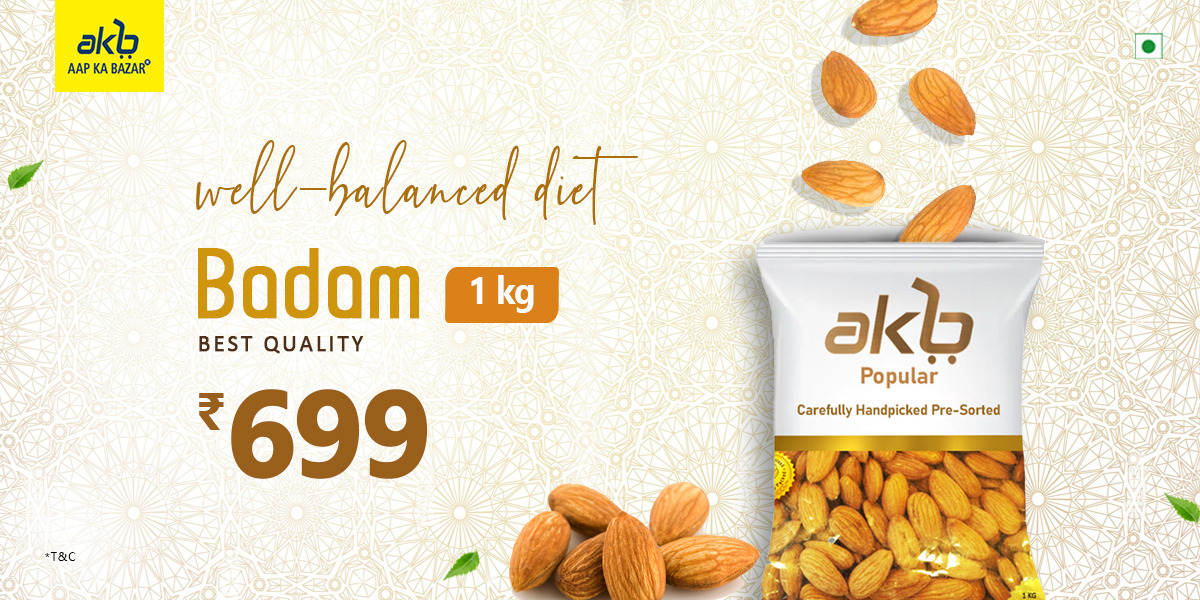 akb
AAP KA BAZAR
well-balanced diet
Badam
1 kg
BEST QUALITY
₹699
*T&C
akb
Popular
Carefully Handpicked Pre-Sorted
1 KG